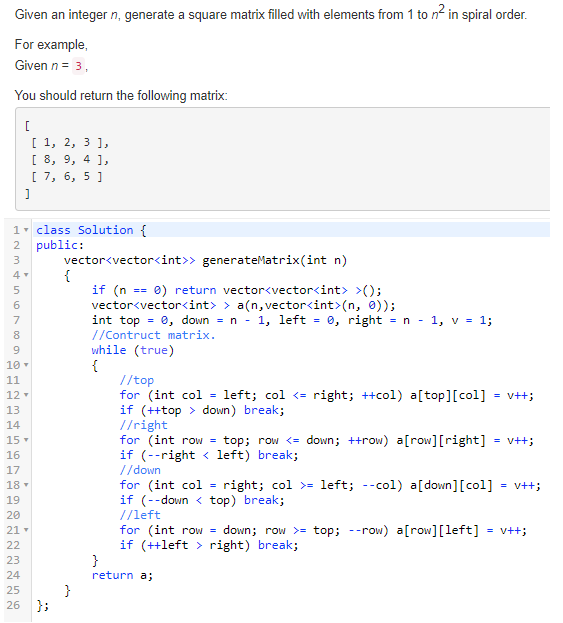 Given an integer n, generate a square matrix filled with elements from 1 to n2 in spiral order.
For example,
Given n = 3,
You should return the following matrix:
[
 [ 1, 2, 3 ],
 [ 8, 9, 4 ],
 [ 7, 6, 5 ]
]
1 class Solution {
2 public:
3     vector<vector<int>> generateMatrix(int n)
4     {
5         if (n == 0) return vector<vector<int> >();
6         vector<vector<int> > a(n,vector<int>(n, 0));
7         int top = 0, down = n - 1, left = 0, right = n - 1, v = 1;
8         //Contruct matrix.
9         while (true)
10         {
11             //top
12             for (int col = left; col <= right; ++col) a[top][col] = v++;
13             if (++top > down) break;
14             //right
15             for (int row = top; row <= down; ++row) a[row][right] = v++;
16             if (--right < left) break;
17             //down
18             for (int col = right; col >= left; --col) a[down][col] = v++;
19             if (--down < top) break;
20             //left
21             for (int row = down; row >= top; --row) a[row][left] = v++;
22             if (++left > right) break;
23         }
24         return a;
25     }
26 };